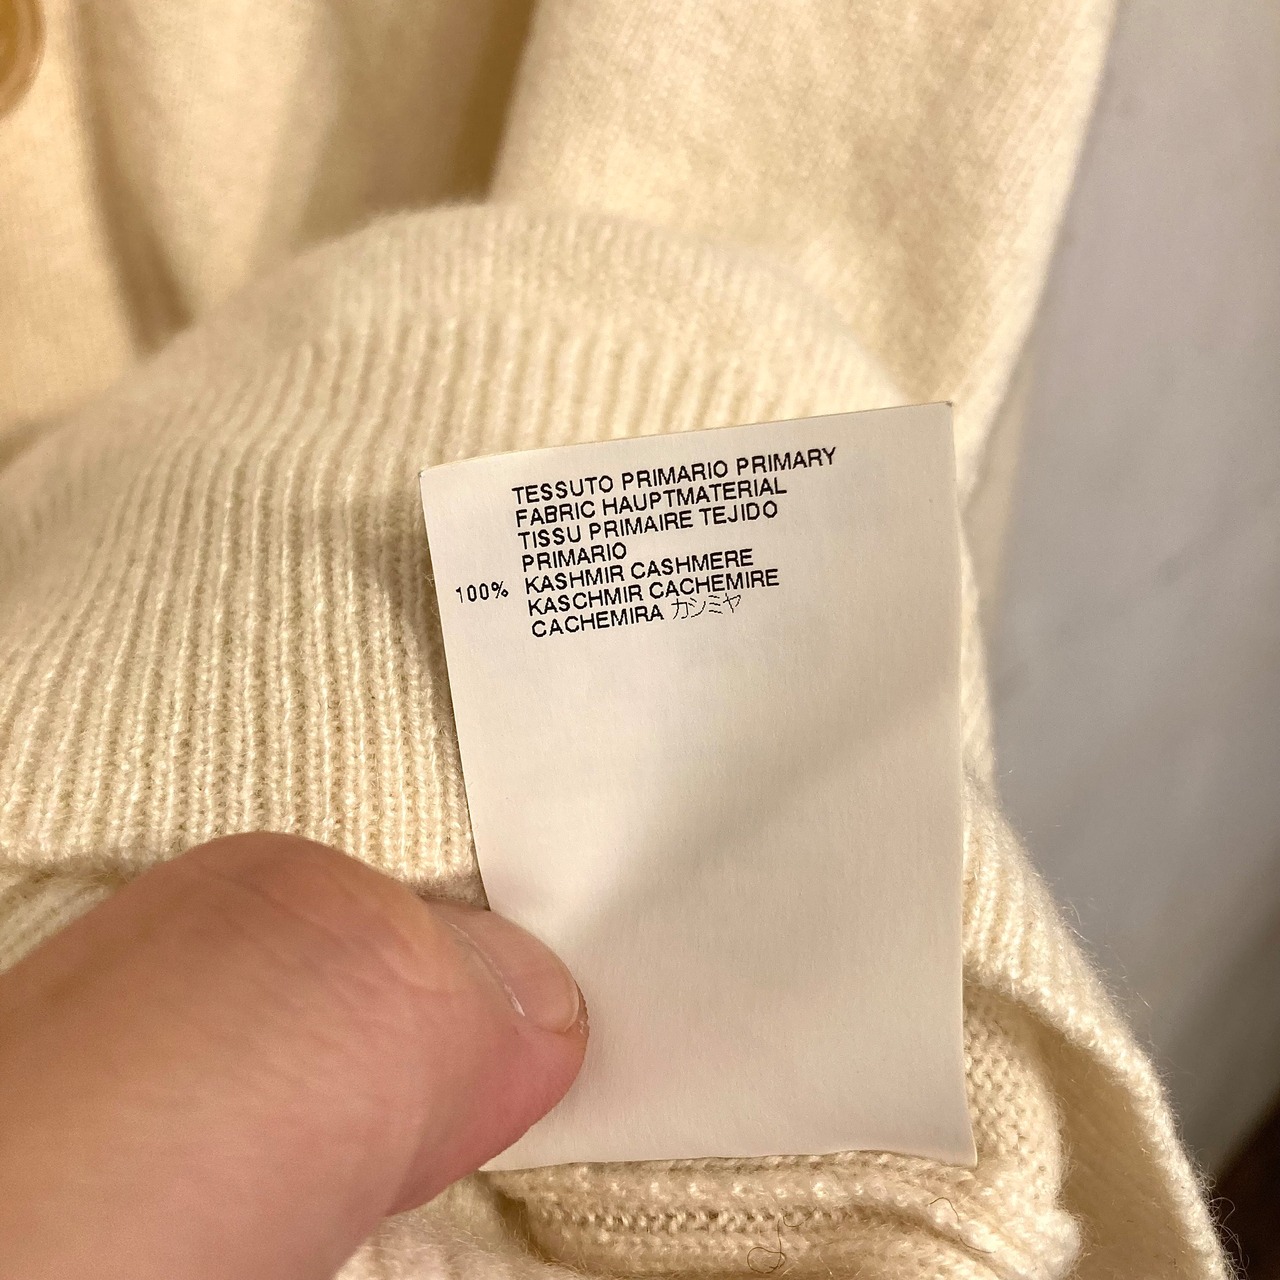 TESSUTO PRIMARIO PRIMARY
FABRIC HAUPTMATERIAL
TISSU PRIMAIRE TEJIDO
PRIMARIO
100% KASHMIR CASHMERE
KASCHMIR CACHEMIRE
CACHEMIRA カシミヤ